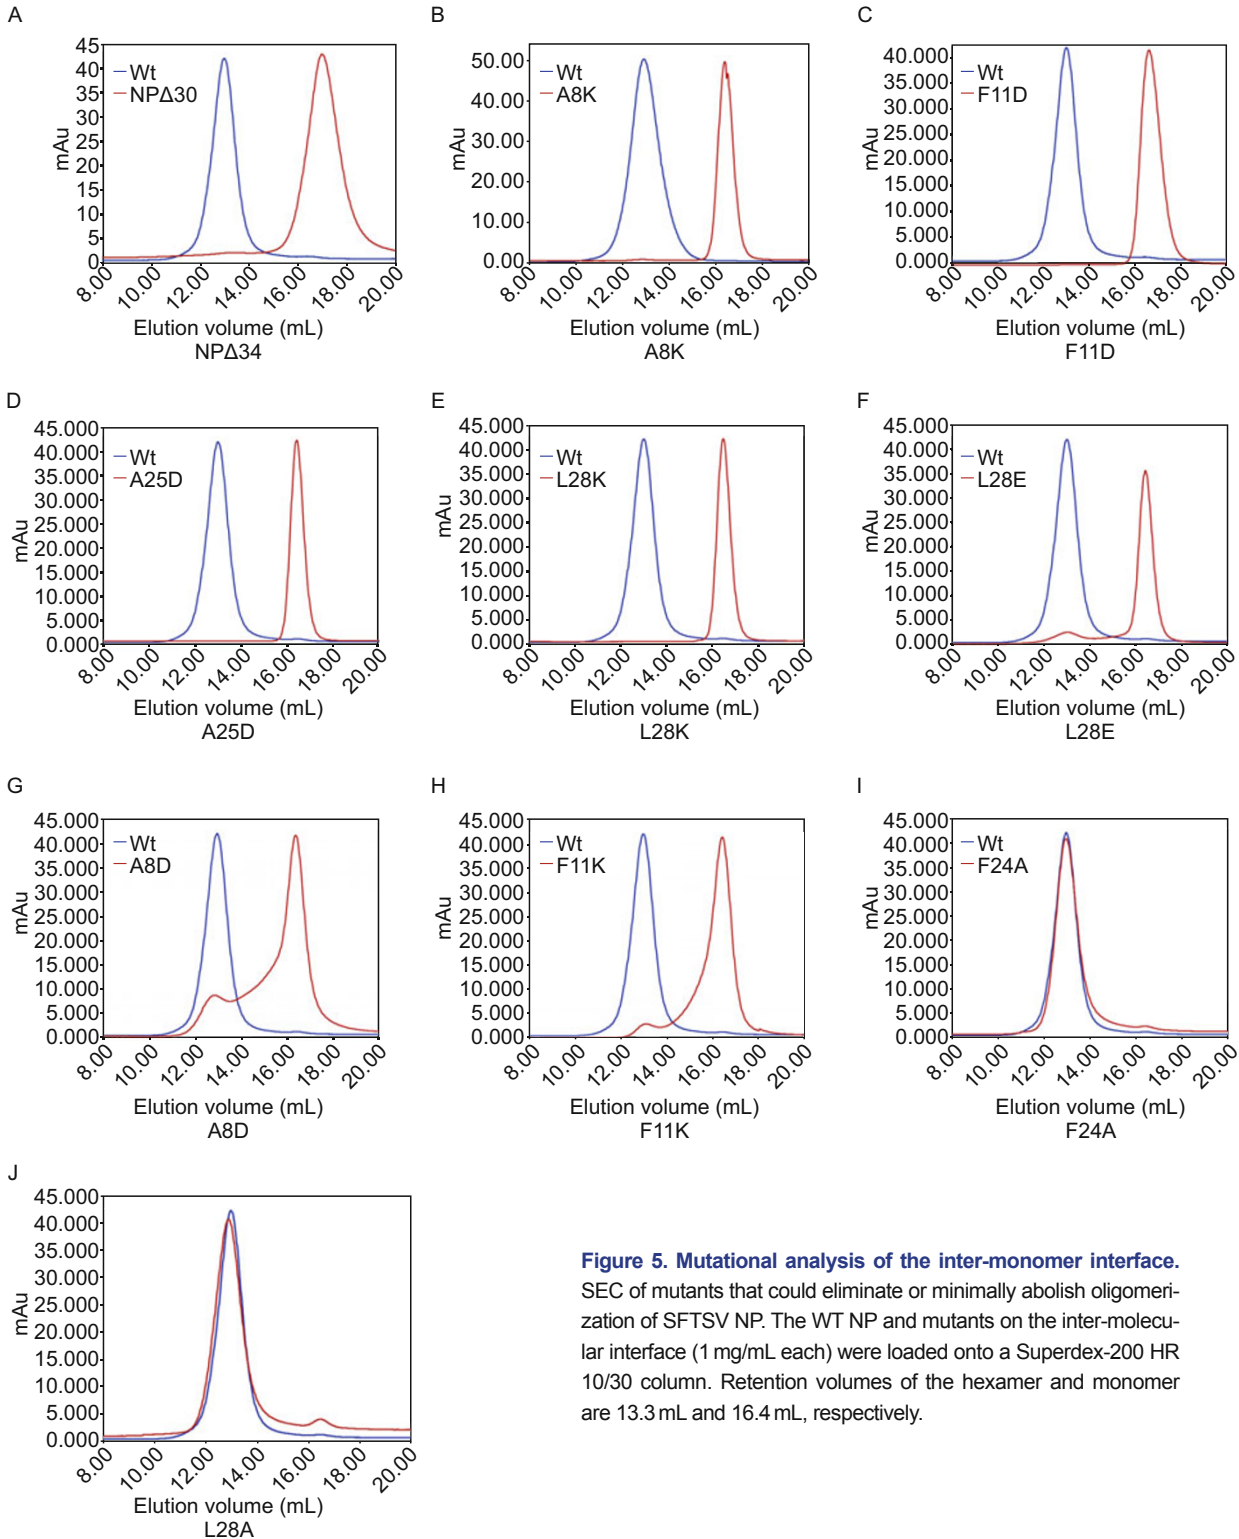 A
45
40
35
30
25
20
15
10
5
0
mAu
Wt
NPΔ30
8.00 10.00 12.00 14.00 16.00 18.00 20.00
Elution volume (mL)
NPΔ34
B
50.00
40.00
30.00
20.00
10.00
0.00
mAu
Wt
A8K
8.00 10.00 12.00 14.00 16.00 18.00 20.00
Elution volume (mL)
A8K
C
40.000
35.000
30.000
25.000
20.000
15.000
10.000
5.000
0.000
mAu
Wt
F11D
8.00 10.00 12.00 14.00 16.00 18.00 20.00
Elution volume (mL)
F11D
D
45.000
40.000
35.000
30.000
25.000
20.000
15.000
10.000
5.000
0.000
mAu
Wt
A25D
8.00 10.00 12.00 14.00 16.00 18.00 20.00
Elution volume (mL)
A25D
E
45.000
40.000
35.000
30.000
25.000
20.000
15.000
10.000
5.000
0.000
mAu
Wt
L28K
8.00 10.00 12.00 14.00 16.00 18.00 20.00
Elution volume (mL)
L28K
F
45.000
40.000
35.000
30.000
25.000
20.000
15.000
10.000
5.000
0.000
mAu
Wt
L28E
8.00 10.00 12.00 14.00 16.00 18.00 20.00
Elution volume (mL)
L28E
G
45.000
40.000
35.000
30.000
25.000
20.000
15.000
10.000
5.000
0.000
mAu
Wt
A8D
8.00 10.00 12.00 14.00 16.00 18.00 20.00
Elution volume (mL)
A8D
H
45.000
40.000
35.000
30.000
25.000
20.000
15.000
10.000
5.000
0.000
mAu
Wt
F11K
8.00 10.00 12.00 14.00 16.00 18.00 20.00
Elution volume (mL)
F11K
I
45.000
40.000
35.000
30.000
25.000
20.000
15.000
10.000
5.000
0.000
mAu
Wt
F24A
8.00 10.00 12.00 14.00 16.00 18.00 20.00
Elution volume (mL)
F24A
J
45.000
40.000
35.000
30.000
25.000
20.000
15.000
10.000
5.000
0.000
mAu
Wt
L28A
8.00 10.00 12.00 14.00 16.00 18.00 20.00
Elution volume (mL)
L28A
Figure 5. Mutational analysis of the inter-monomer interface.
SEC of mutants that could eliminate or minimally abolish oligomeri-
zation of SFTSV NP. The WT NP and mutants on the inter-molecu-
lar interface (1 mg/mL each) were loaded onto a Superdex-200 HR
10/30 column. Retention volumes of the hexamer and monomer
are 13.3 mL and 16.4 mL, respectively.